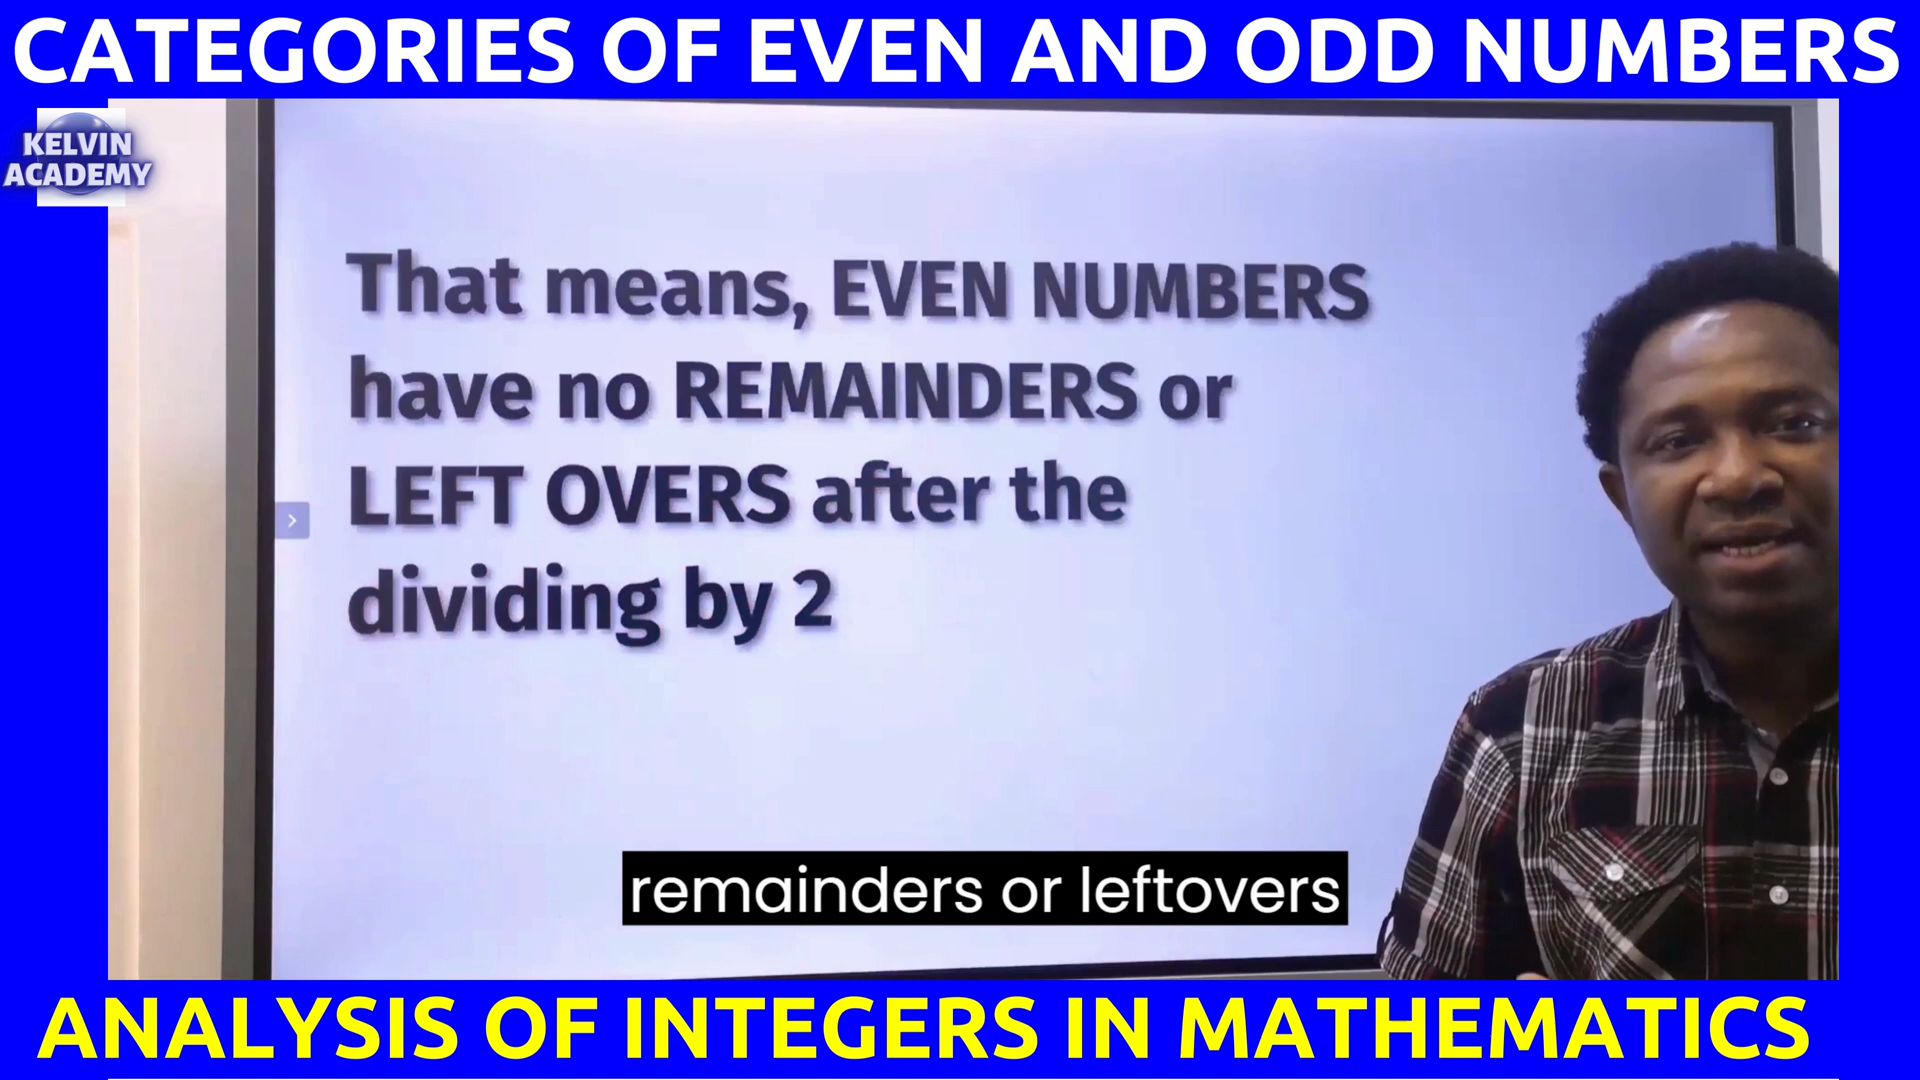 CATEGORIES OF EVEN AND ODD NUMBERS
KELVIN
ACADEMY
That means, EVEN NUMBERS
have no REMAINDERS or
LEFT OVERS after the
dividing by 2
remainders or leftovers
ANALYSIS OF INTEGERS IN MATHEMATICS